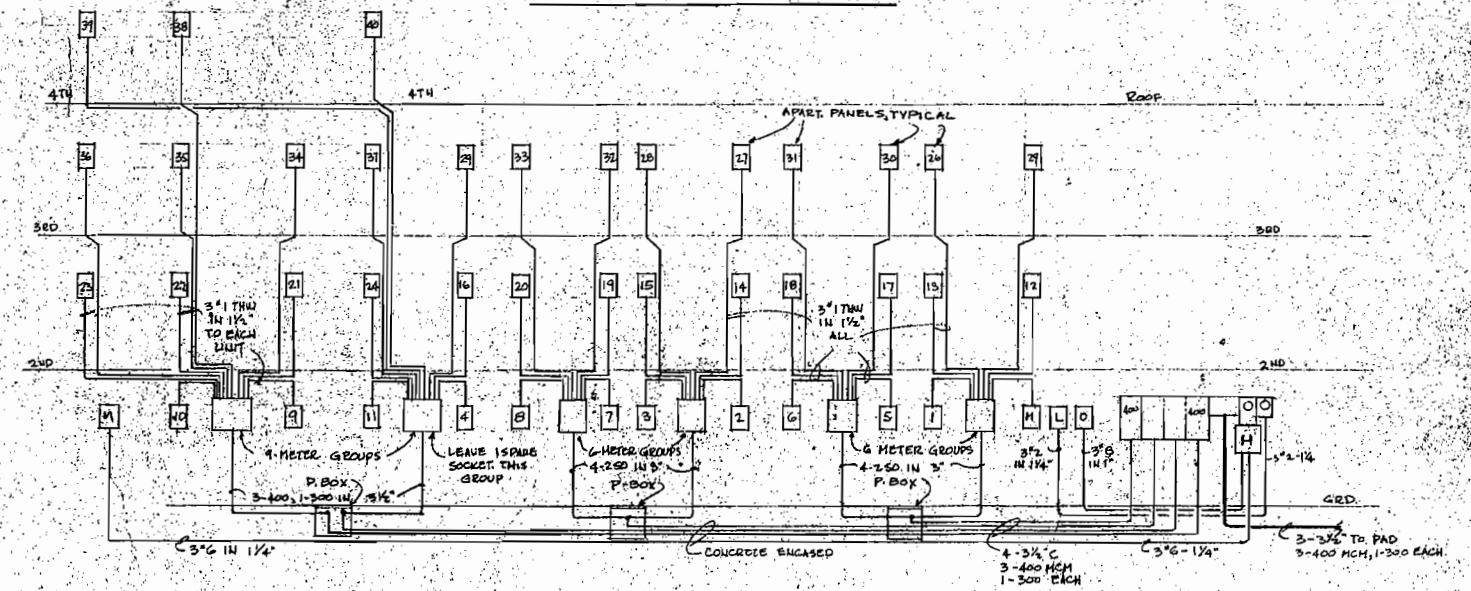 39
38
40
4TH
4TH
ROOF
APART. PANELS, TYPICAL
36
35
34
37
29
33
32
28
27
31
30
26
29
3RD
3RD
23
22
21
24
16
20
19
15
14
18
17
13
12
3#1 THW
IN 1½"
TO EACH
UNIT
3#1 THW
IN 1½"
ALL
2ND
2ND
M
10
9
11
4
8
7
3
2
6
5
1
M
L
O
400
400
O O
H
9-METER GROUPS
LEAVE 1 SPARE
SOCKET THIS
GROUP
6-METER GROUPS
4-250 IN 3"
P-BOX
6 METER GROUPS
4-250 IN 3"
P.BOX
3#2
IN 1¼"
3#8
IN 1"
3#2-1¼
P.BOX
3-400, 1-300 IN 3½"
GRD.
3#6 IN 1¼"
CONCRETE ENCASED
4-3½"C
3-400 MCM
1-300 EACH
3#6-1¼"
3-3½" TO PAD
3-400 MCM, 1-300 EACH